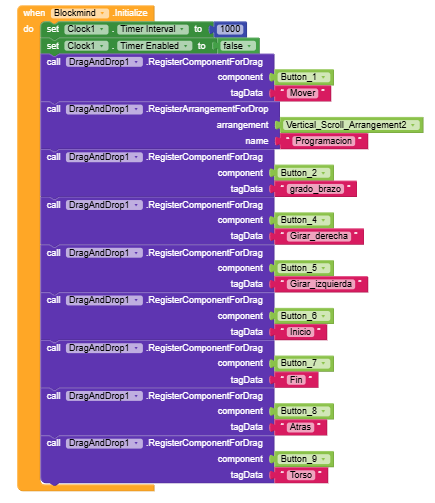 when Blockmind .Initialize
do set Clock1 . Timer Interval to 1000
set Clock1 . Timer Enabled to false
call DragAndDrop1 .RegisterComponentForDrag
component Button_1
tagData " Mover "
call DragAndDrop1 .RegisterArrangementForDrop
arrangement Vertical_Scroll_Arrangement2
name " Programacion "
call DragAndDrop1 .RegisterComponentForDrag
component Button_2
tagData " grado_brazo "
call DragAndDrop1 .RegisterComponentForDrag
component Button_4
tagData " Girar_derecha "
call DragAndDrop1 .RegisterComponentForDrag
component Button_5
tagData " Girar_izquierda "
call DragAndDrop1 .RegisterComponentForDrag
component Button_6
tagData " Inicio "
call DragAndDrop1 .RegisterComponentForDrag
component Button_7
tagData " Fin "
call DragAndDrop1 .RegisterComponentForDrag
component Button_8
tagData " Atras "
call DragAndDrop1 .RegisterComponentForDrag
component Button_9
tagData " Torso "